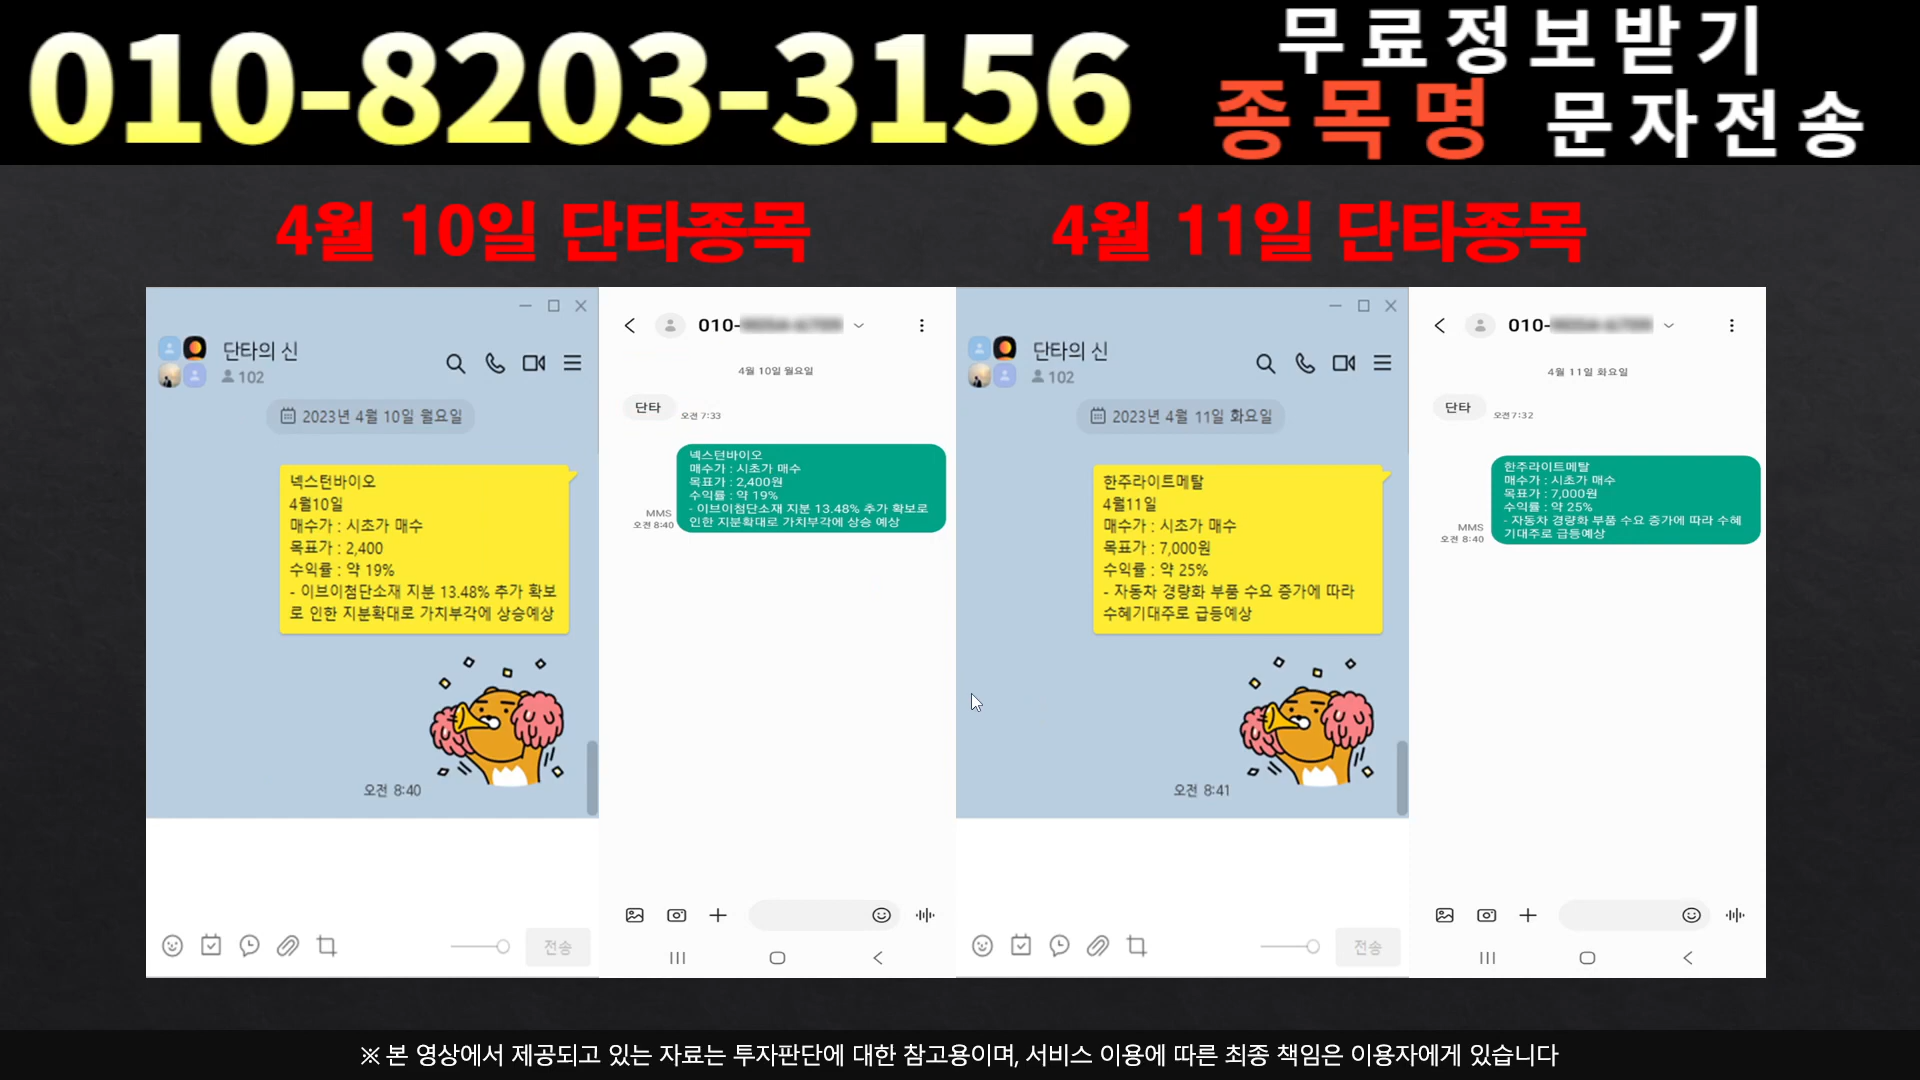 010-8203-3156
무료정보받기
종목명 문자전송
4월 10일 단타종목
4월 11일 단타종목
단타의 신
102
2023년 4월 10일 월요일
넥스턴바이오
4월10일
매수가 : 시초가 매수
목표가 : 2,400
수익률 : 약 19%
- 이브이첨단소재 지분 13.48% 추가 확보
로 인한 지분확대로 가치부각에 상승예상
오전 8:40
전송
010-
4월 10일 월요일
단타
오전 7:33
넥스턴바이오
매수가 : 시초가 매수
목표가 : 2,400원
수익률 : 약 19%
- 이브이첨단소재 지분 13.48% 추가 확보로
인한 지분확대로 가치부각에 상승 예상
MMS
오전 8:40
단타의 신
102
2023년 4월 11일 화요일
한주라이트메탈
4월11일
매수가 : 시초가 매수
목표가 : 7,000원
수익률 : 약 25%
- 자동차 경량화 부품 수요 증가에 따라
수혜기대주로 급등예상
오전 8:41
전송
010-
4월 11일 화요일
단타
오전 7:32
한주라이트메탈
매수가 : 시초가 매수
목표가 : 7,000원
수익률 : 약 25%
- 자동차 경량화 부품 수요 증가에 따라 수혜
기대주로 급등예상
MMS
오전 8:40
※ 본 영상에서 제공되고 있는 자료는 투자판단에 대한 참고용이며, 서비스 이용에 따른 최종 책임은 이용자에게 있습니다